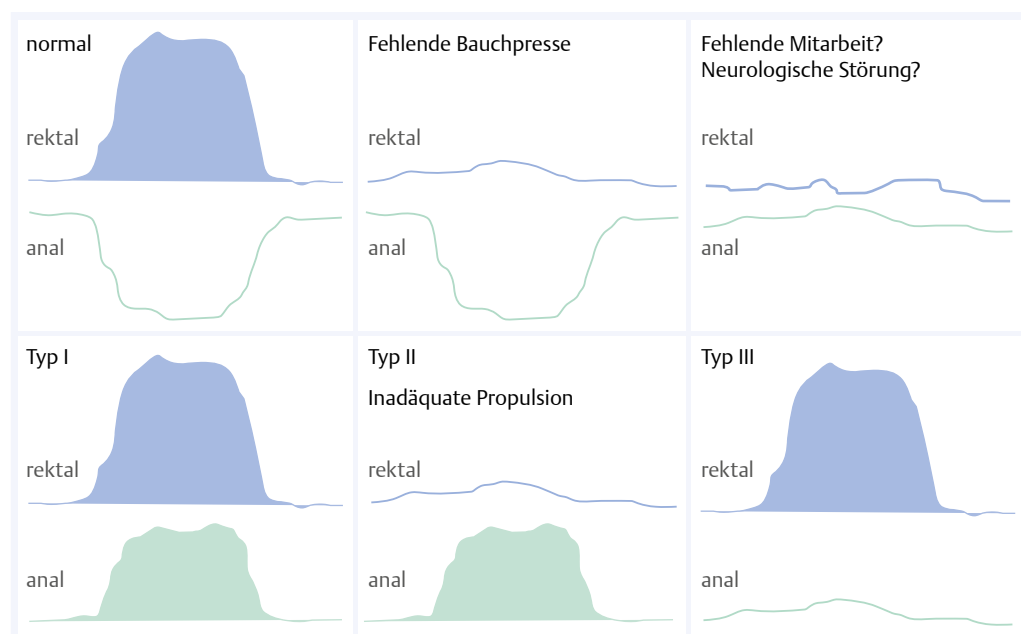 normal
rektal
anal
Fehlende Bauchpresse
rektal
anal
Fehlende Mitarbeit?
Neurologische Störung?
rektal
anal
Typ I
rektal
anal
Typ II
Inadäquate Propulsion
rektal
anal
Typ III
rektal
anal